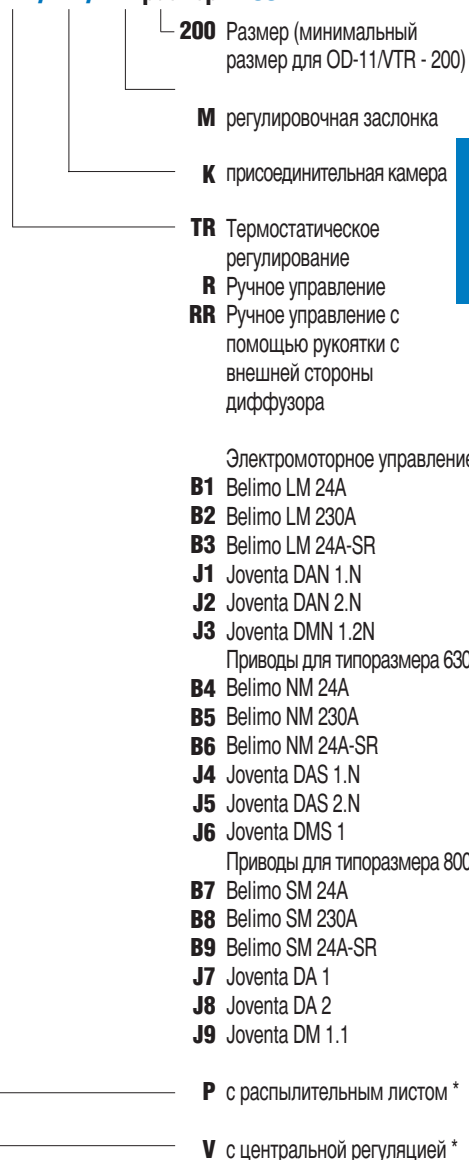 200 Размер (минимальный
размер для OD-11/VTR - 200)
M регулировочная заслонка
K присоединительная камера
TR Термостатическое
регулирование
R Ручное управление
RR Ручное управление с
помощью рукоятки с
внешней стороны
диффузора
Электромоторное управление
B1 Belimo LM 24A
B2 Belimo LM 230A
B3 Belimo LM 24A-SR
J1 Joventa DAN 1.N
J2 Joventa DAN 2.N
J3 Joventa DMN 1.2N
Приводы для типоразмера 630
B4 Belimo NM 24A
B5 Belimo NM 230A
B6 Belimo NM 24A-SR
J4 Joventa DAS 1.N
J5 Joventa DAS 2.N
J6 Joventa DMS 1
Приводы для типоразмера 800
B7 Belimo SM 24A
B8 Belimo SM 230A
B9 Belimo SM 24A-SR
J7 Joventa DA 1
J8 Joventa DA 2
J9 Joventa DM 1.1
P с распылительным листом *
V с центральной регуляцией *